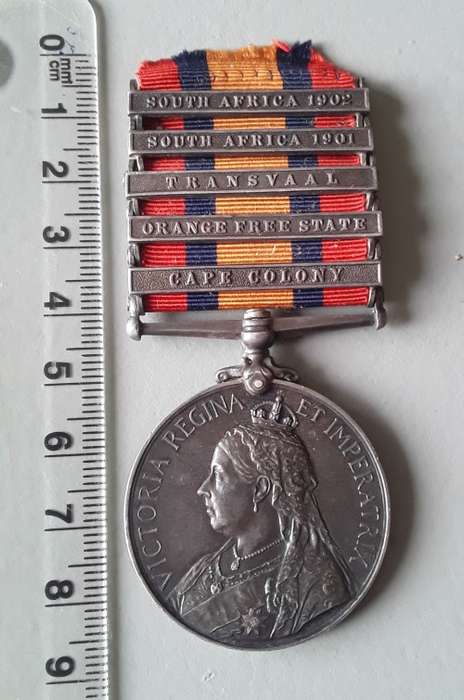 0 mm
cm
1
2
3
4
5
6
7
8
9
SOUTH AFRICA 1902
SOUTH AFRICA 1901
TRANSVAAL
ORANGE FREE STATE
CAPE COLONY
VICTORIA REGINA ET IMPERATRIX